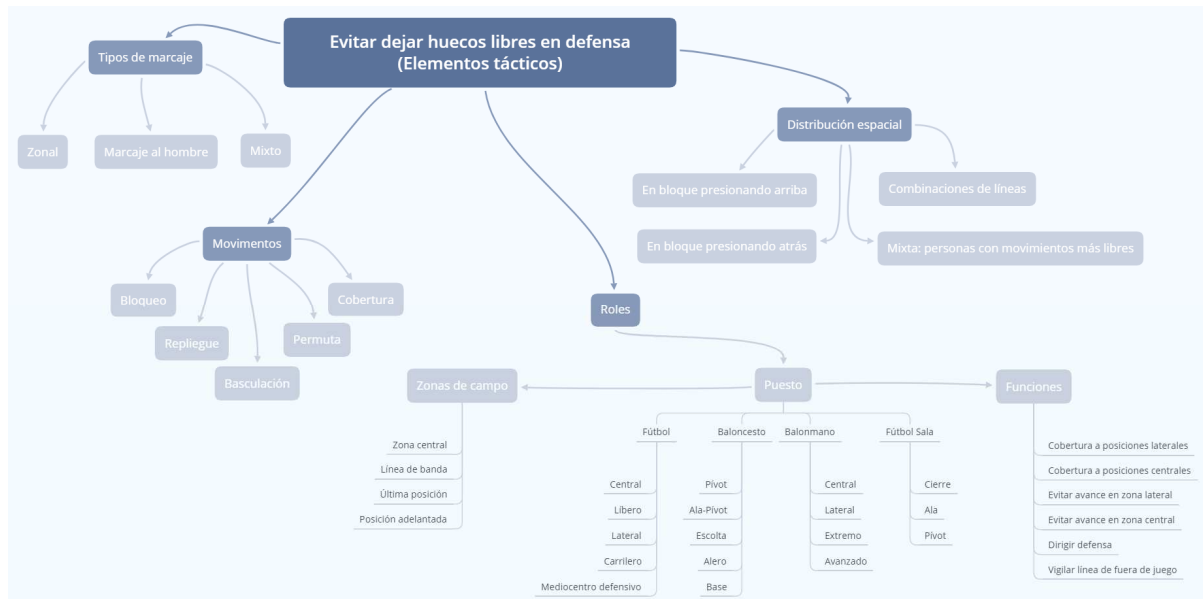 Evitar dejar huecos libres en defensa
(Elementos tácticos)
Tipos de marcaje
Zonal
Marcaje al hombre
Mixto
Distribución espacial
En bloque presionando arriba
Combinaciones de líneas
En bloque presionando atrás
Mixta: personas con movimientos más libres
Movimentos
Bloqueo
Repliegue
Basculación
Permuta
Cobertura
Roles
Puesto
Zonas de campo
Zona central
Línea de banda
Última posición
Posición adelantada
Fútbol
Central
Líbero
Lateral
Carrilero
Mediocentro defensivo
Baloncesto
Pívot
Ala-Pívot
Escolta
Alero
Base
Balonmano
Central
Lateral
Extremo
Avanzado
Fútbol Sala
Cierre
Ala
Pívot
Funciones
Cobertura a posiciones laterales
Cobertura a posiciones centrales
Evitar avance en zona lateral
Evitar avance en zona central
Dirigir defensa
Vigilar línea de fuera de juego